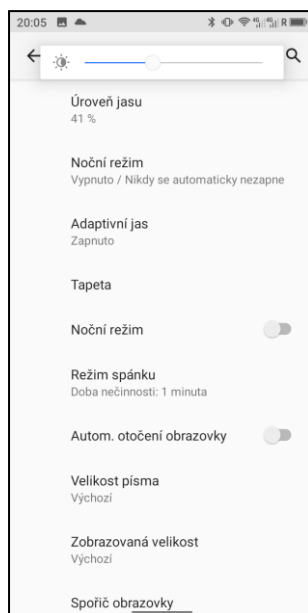 20:05 R
Úroveň jasu
41 %
Noční režim
Vypnuto / Nikdy se automaticky nezapne
Adaptivní jas
Zapnuto
Tapeta
Noční režim
Režim spánku
Doba nečinnosti: 1 minuta
Autom. otočení obrazovky
Velikost písma
Výchozí
Zobrazovaná velikost
Výchozí
Spořič obrazovky